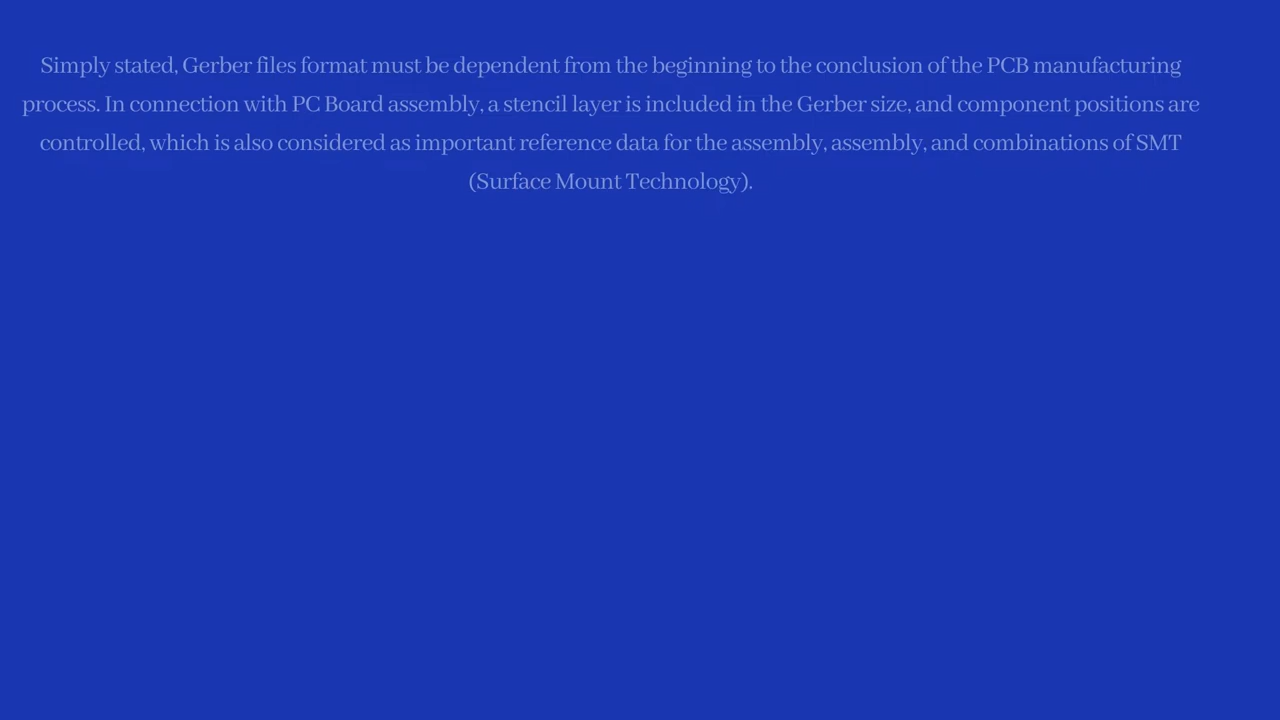 Simply stated, Gerber files format must be dependent from the beginning to the conclusion of the PCB manufacturing
process. In connection with PC Board assembly, a stencil layer is included in the Gerber size, and component positions are
controlled, which is also considered as important reference data for the assembly, assembly, and combinations of SMT
(Surface Mount Technology).